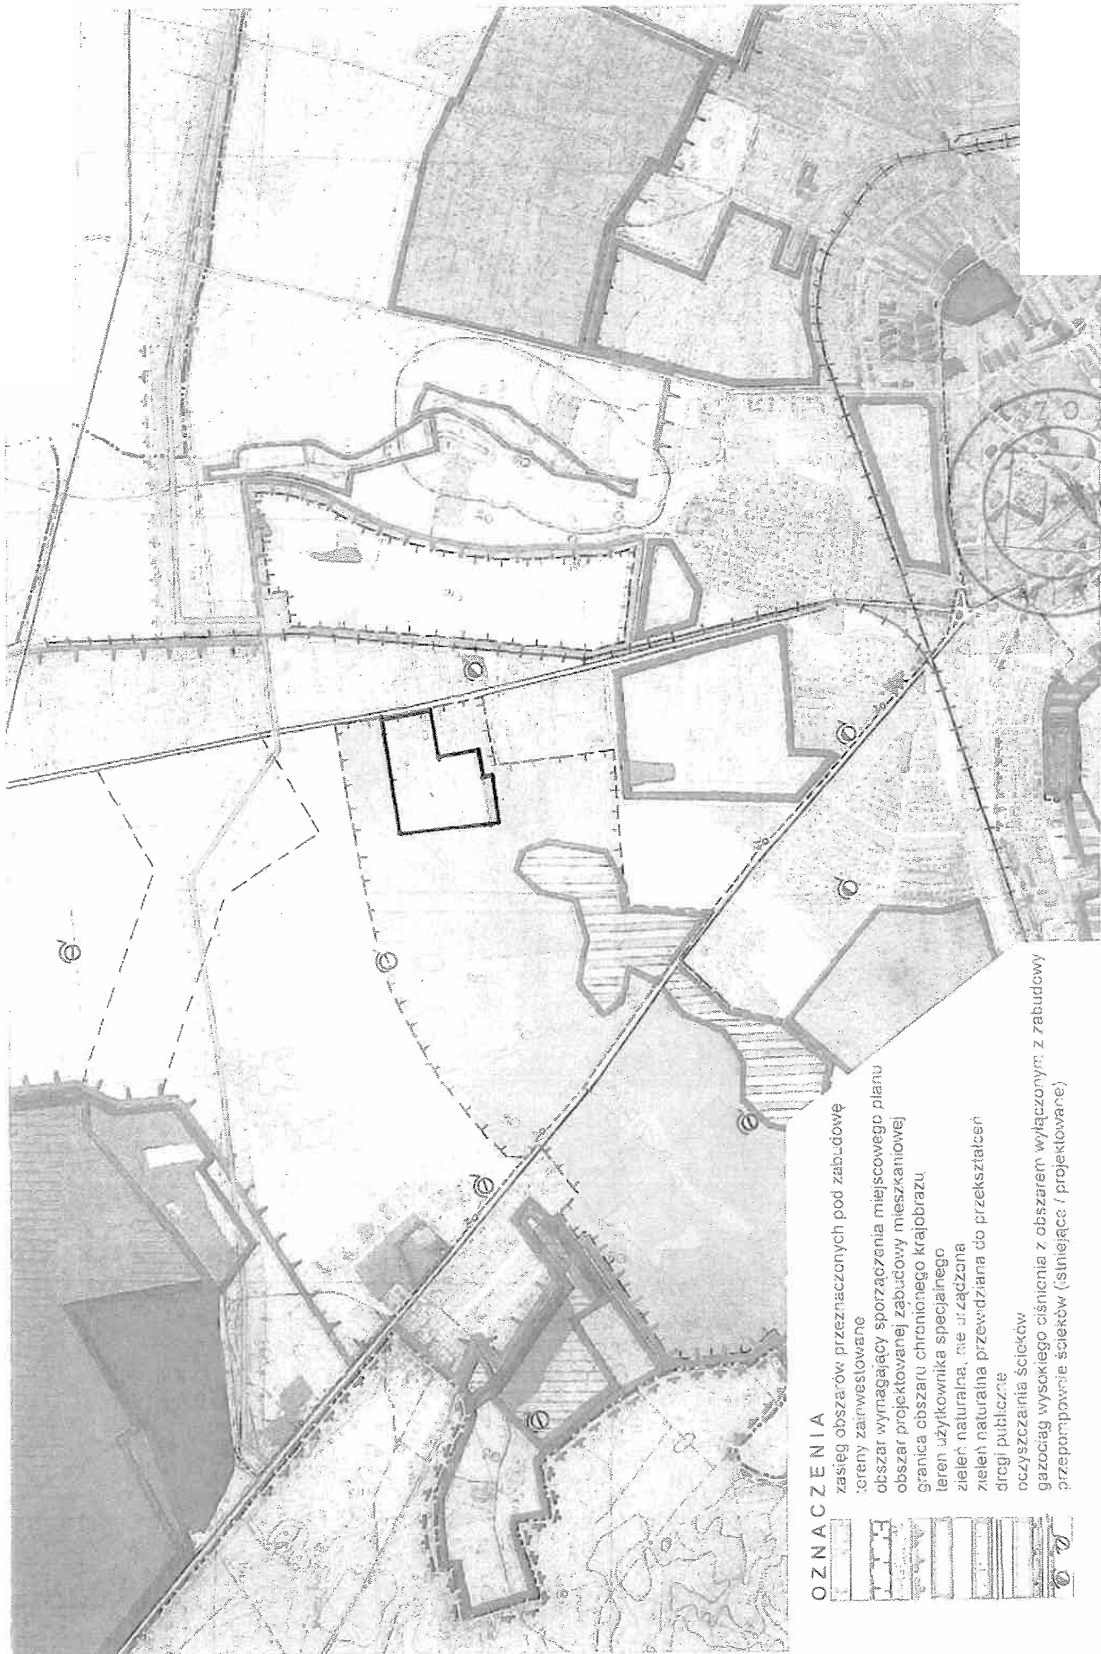 OZNACZENIA
zasięg obszarów przeznaczonych pod zabudowę
tereny zainwestowane
obszar wymagający sporządzenia miejscowego planu
obszar projektowanej zabudowy mieszkaniowej
granica obszaru chronionego krajobrazu
teren użytkownika specjalnego
zieleń naturalna, nie urządzona
zieleń naturalna przewidziana do przekształceń
drogi publiczne
oczyszczalnia ścieków
gazociąg wysokiego ciśnienia z obszarem wyłączonym z zabudowy
przepompownie ścieków (istniejące / projektowane)